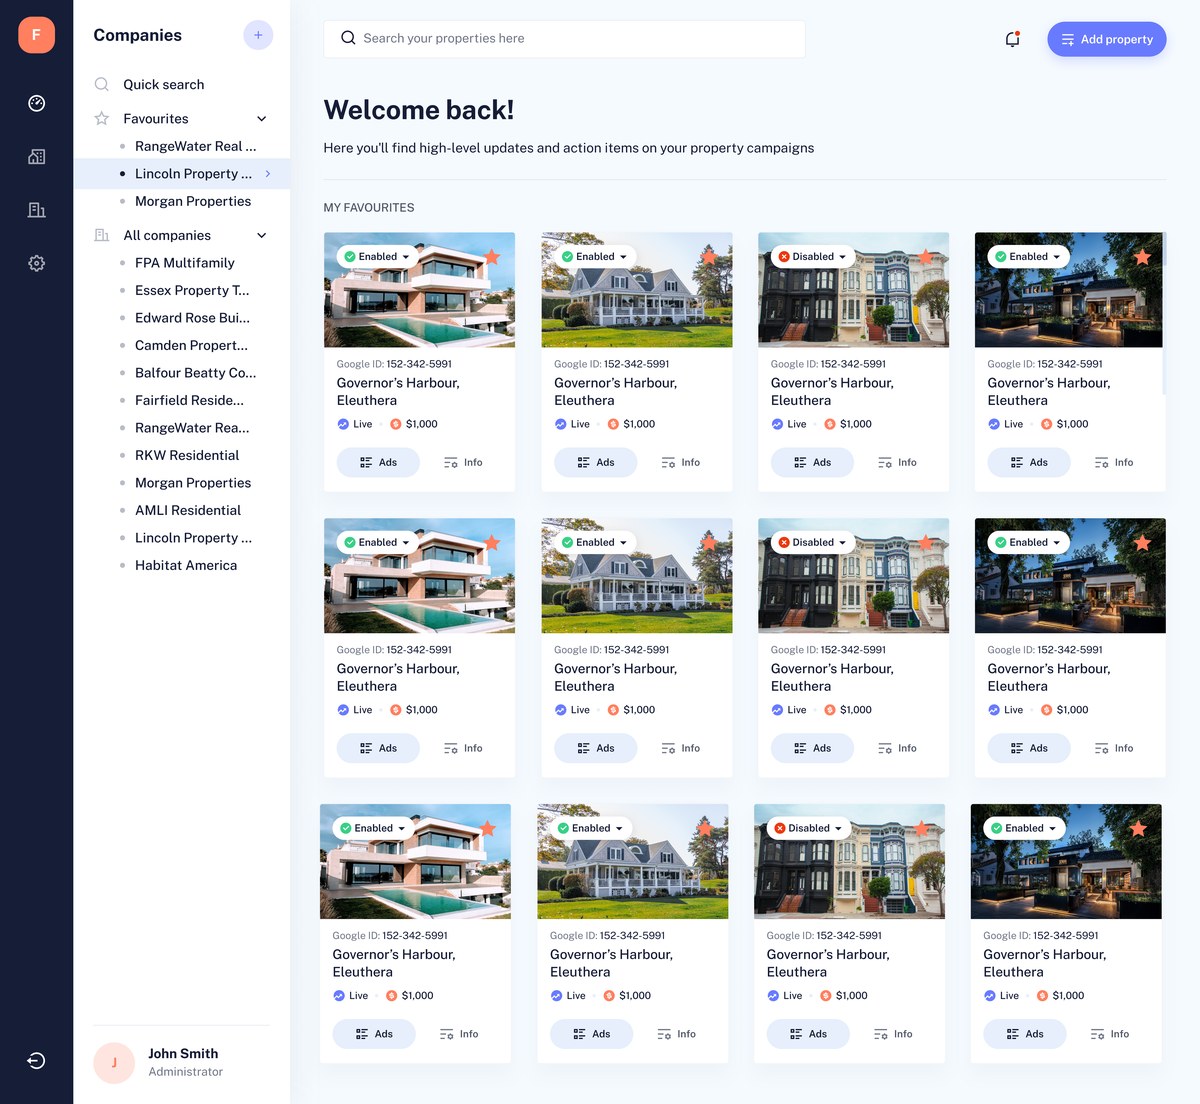 F
Companies
+
Quick search
Favourites
RangeWater Real ...
Lincoln Property ...
Morgan Properties
All companies
FPA Multifamily
Essex Property T...
Edward Rose Bui...
Camden Propert...
Balfour Beatty Co...
Fairfield Reside...
RangeWater Rea...
RKW Residential
Morgan Properties
AMLI Residential
Lincoln Property ...
Habitat America
J
John Smith
Administrator
Search your properties here
Add property
Welcome back!
Here you'll find high-level updates and action items on your property campaigns
MY FAVOURITES
Enabled
Google ID: 152-342-5991
Governor's Harbour,
Eleuthera
Live $1,000
Ads Info
Enabled
Google ID: 152-342-5991
Governor's Harbour,
Eleuthera
Live $1,000
Ads Info
Disabled
Google ID: 152-342-5991
Governor's Harbour,
Eleuthera
Live $1,000
Ads Info
Enabled
Google ID: 152-342-5991
Governor's Harbour,
Eleuthera
Live $1,000
Ads Info
Enabled
Google ID: 152-342-5991
Governor's Harbour,
Eleuthera
Live $1,000
Ads Info
Enabled
Google ID: 152-342-5991
Governor's Harbour,
Eleuthera
Live $1,000
Ads Info
Disabled
Google ID: 152-342-5991
Governor's Harbour,
Eleuthera
Live $1,000
Ads Info
Enabled
Google ID: 152-342-5991
Governor's Harbour,
Eleuthera
Live $1,000
Ads Info
Enabled
Google ID: 152-342-5991
Governor's Harbour,
Eleuthera
Live $1,000
Ads Info
Enabled
Google ID: 152-342-5991
Governor's Harbour,
Eleuthera
Live $1,000
Ads Info
Disabled
Google ID: 152-342-5991
Governor's Harbour,
Eleuthera
Live $1,000
Ads Info
Enabled
Google ID: 152-342-5991
Governor's Harbour,
Eleuthera
Live $1,000
Ads Info